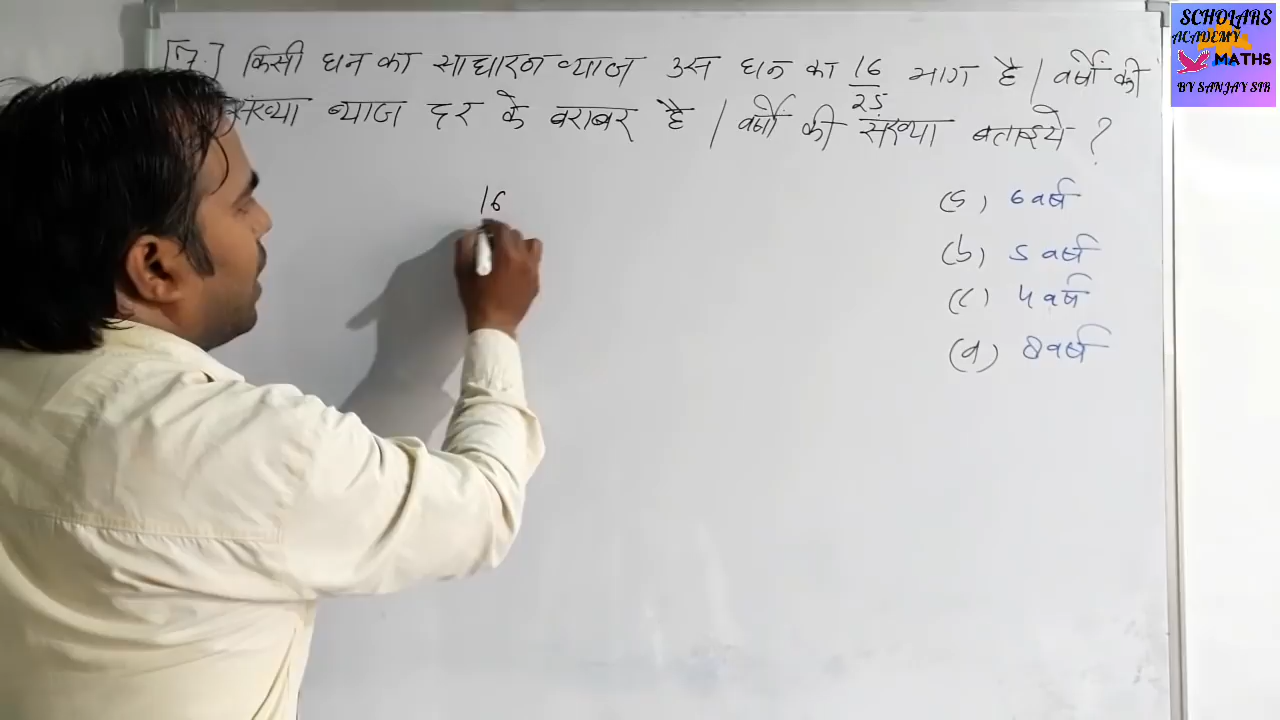 [7.] किसी धन का साधारण ब्याज उस धन का 16/25 भाग है | वर्षों की
संख्या ब्याज दर के बराबर है | वर्षों की संख्या बताइये ?
16
(a) 6 वर्ष
(b) 5 वर्ष
(c) 4 वर्ष
(d) 8 वर्ष
SCHOLARS
ACADEMY
MATHS
BY SANJAY SIR